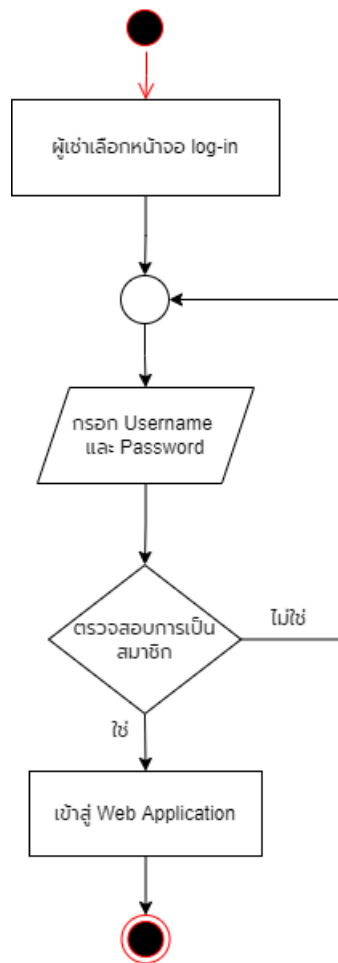 ผู้เช่าเลือกหน้าจอ log-in
กรอก Username
และ Password
ตรวจสอบการเป็น
สมาชิก
ไม่ใช่
ใช่
เข้าสู่ Web Application